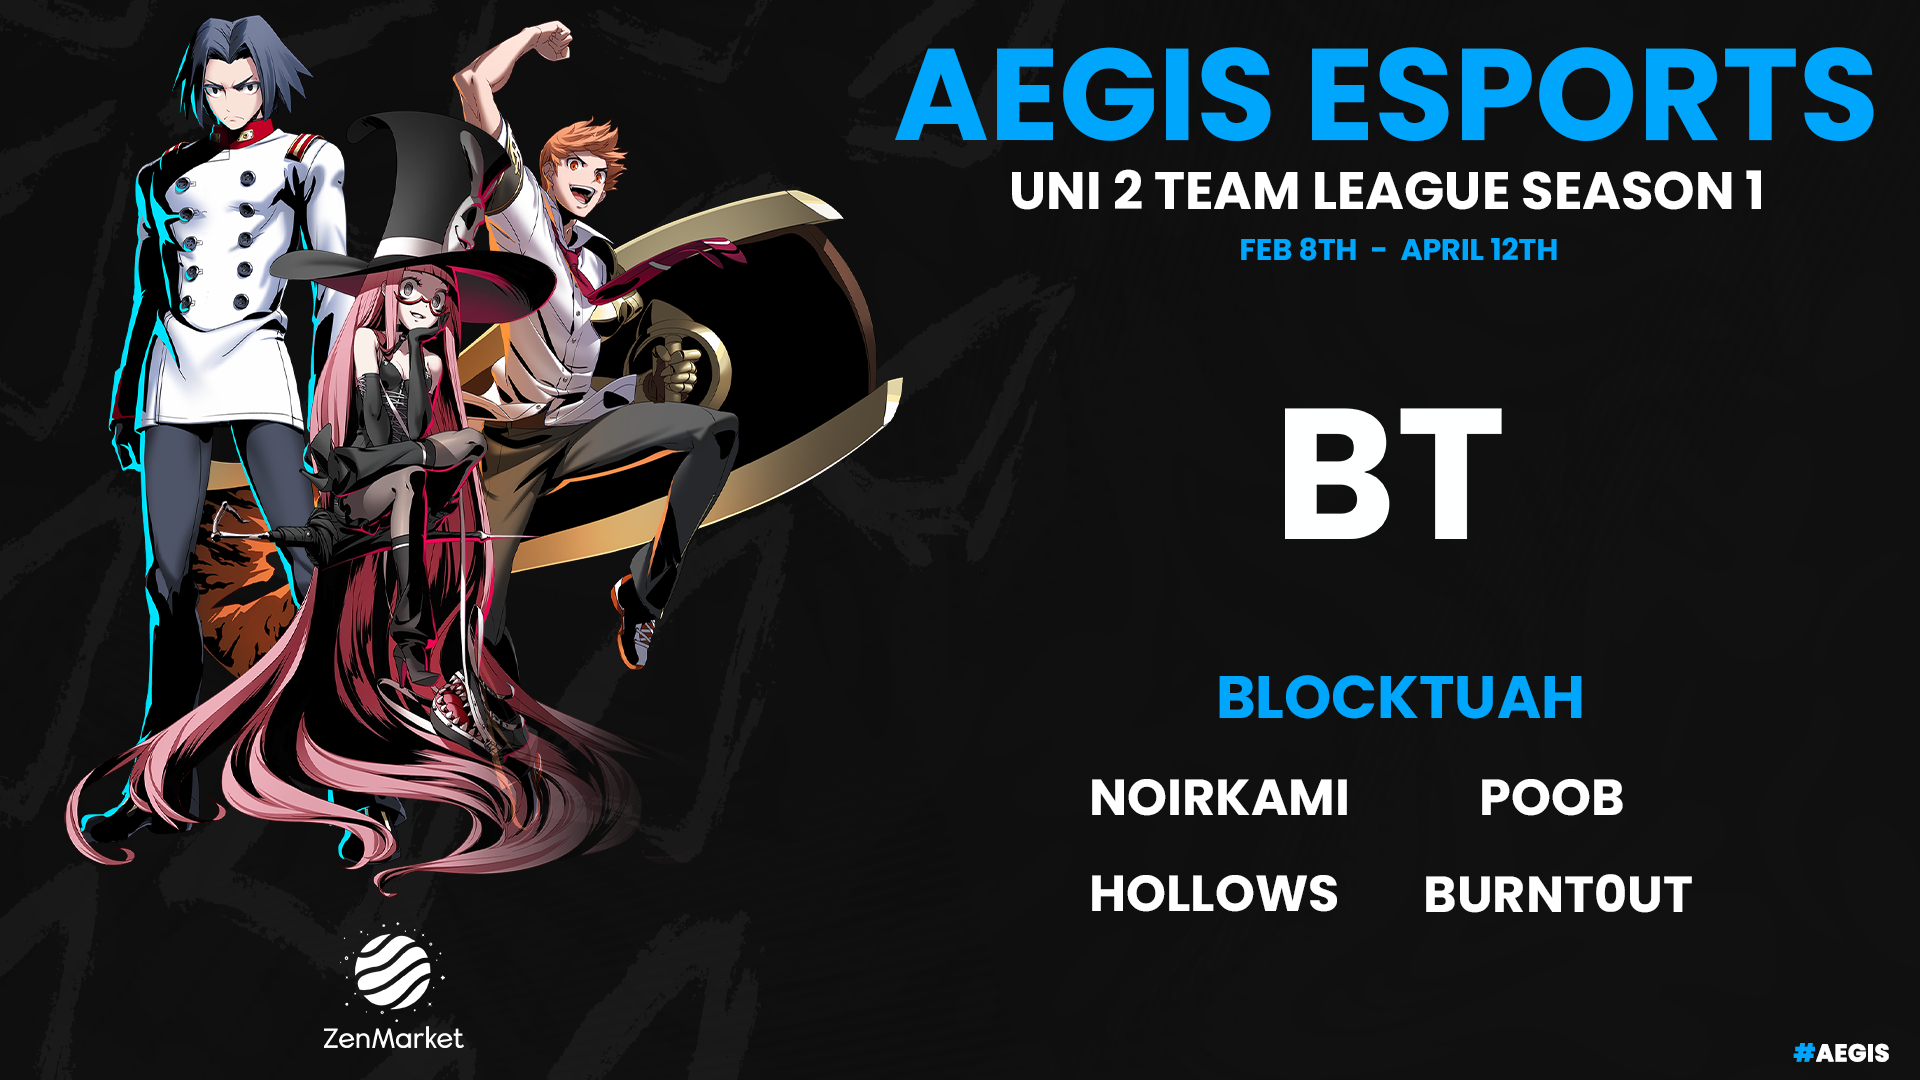 AEGIS ESPORTS
UNI 2 TEAM LEAGUE SEASON 1
FEB 8TH - APRIL 12TH
BT
BLOCKTUAH
NOIRKAMI POOB
HOLLOWS BURNT0UT
ZenMarket
#AEGIS